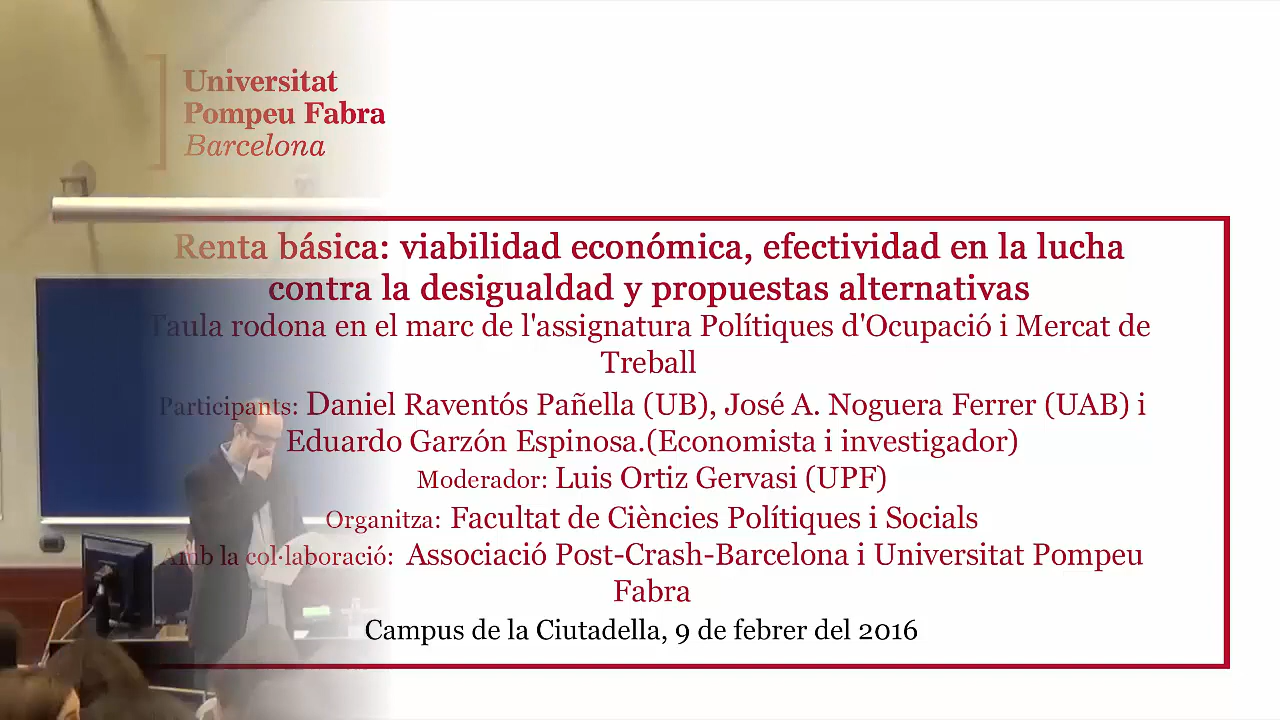 Universitat
Pompeu Fabra
Barcelona
Renta básica: viabilidad económica, efectividad en la lucha
contra la desigualdad y propuestas alternativas
Taula rodona en el marc de l'assignatura Polítiques d'Ocupació i Mercat de
Treball
Participants: Daniel Raventós Pañella (UB), José A. Noguera Ferrer (UAB) i
Eduardo Garzón Espinosa.(Economista i investigador)
Moderador: Luis Ortiz Gervasi (UPF)
Organitza: Facultat de Ciències Polítiques i Socials
Amb la col·laboració: Associació Post-Crash-Barcelona i Universitat Pompeu
Fabra
Campus de la Ciutadella, 9 de febrer del 2016